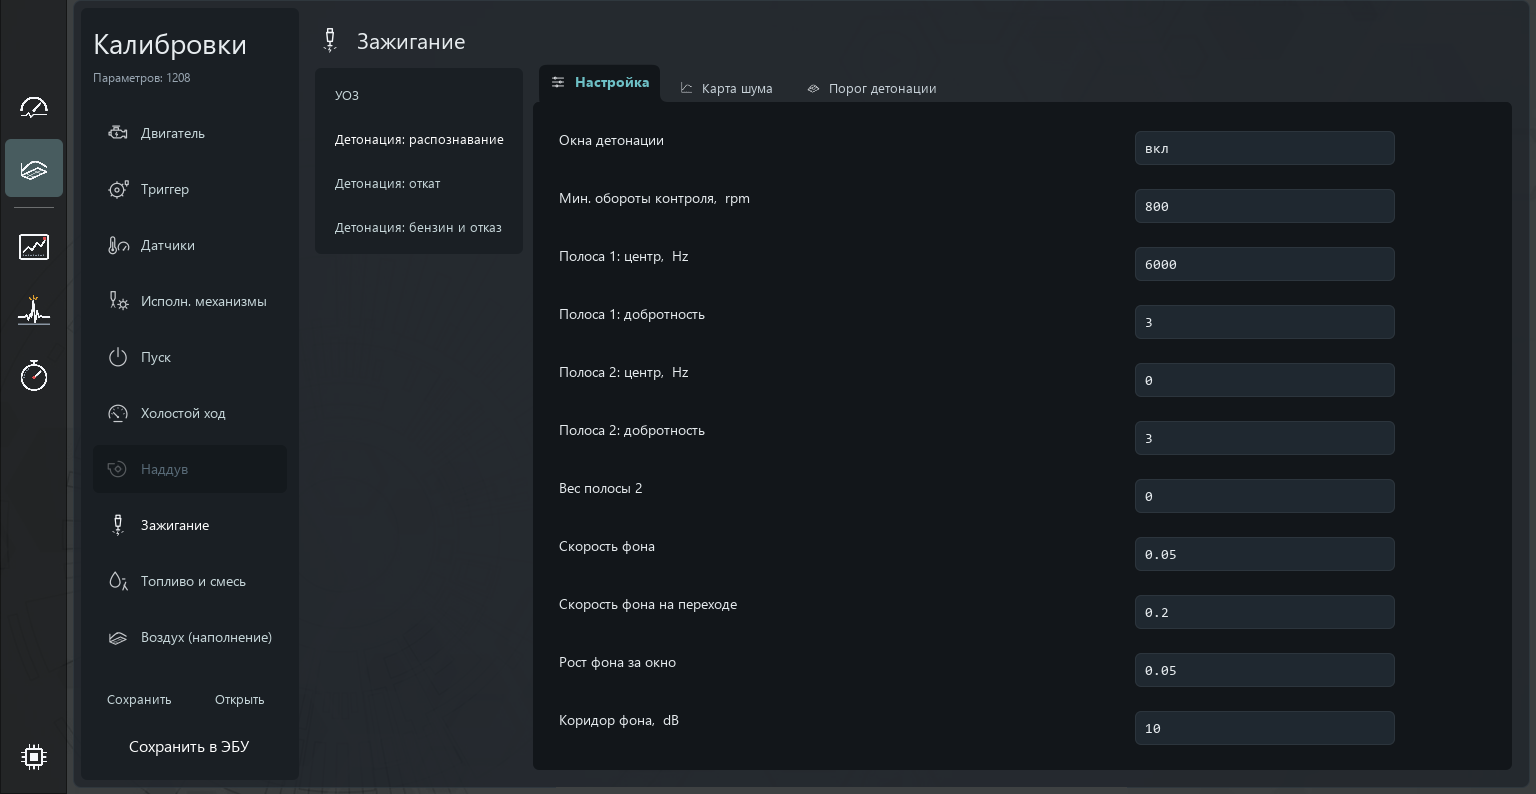 Калибровки
Параметров: 1208
Двигатель
Триггер
Датчики
Исполн. механизмы
Пуск
Холостой ход
Наддув
Зажигание
Топливо и смесь
Воздух (наполнение)
Сохранить Открыть
Сохранить в ЭБУ
Зажигание
УОЗ
Детонация: распознавание
Детонация: откат
Детонация: бензин и отказ
Настройка Карта шума Порог детонации
Окна детонации вкл
Мин. обороты контроля, rpm 800
Полоса 1: центр, Hz 6000
Полоса 1: добротность 3
Полоса 2: центр, Hz 0
Полоса 2: добротность 3
Вес полосы 2 0
Скорость фона 0.05
Скорость фона на переходе 0.2
Рост фона за окно 0.05
Коридор фона, dB 10